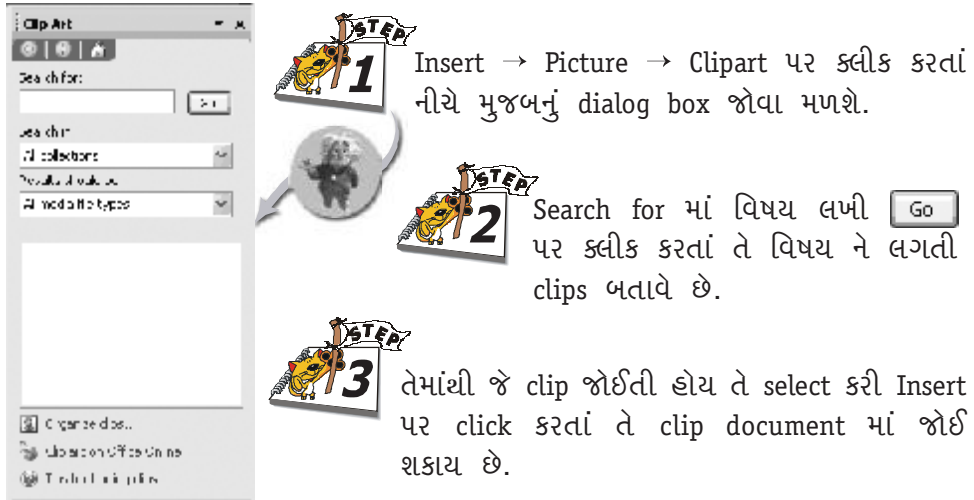 Clip Art
Search for:
Go
Search in:
All collections
Results should be:
All media file types
Organize clips...
Clip art on Office Online
Tips for finding clips
STEP
1
Insert → Picture → Clipart પર ક્લીક કરતાં
નીચે મુજબનું dialog box જોવા મળશે.
STEP
2
Search for માં વિષય લખી Go
પર ક્લીક કરતાં તે વિષય ને લગતી
clips બતાવે છે.
STEP
3
તેમાંથી જે clip જોઈતી હોય તે select કરી Insert
પર click કરતાં તે clip document માં જોઈ
શકાય છે.